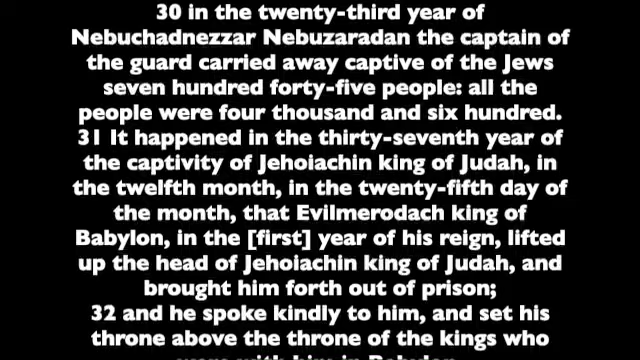 30 in the twenty-third year of
Nebuchadnezzar Nebuzaradan the captain of
the guard carried away captive of the Jews
seven hundred forty-five people: all the
people were four thousand and six hundred.
31 It happened in the thirty-seventh year of
the captivity of Jehoiachin king of Judah, in
the twelfth month, in the twenty-fifth day of
the month, that Evilmerodach king of
Babylon, in the [first] year of his reign, lifted
up the head of Jehoiachin king of Judah, and
brought him forth out of prison;
32 and he spoke kindly to him, and set his
throne above the throne of the kings who
were with him in Babylon